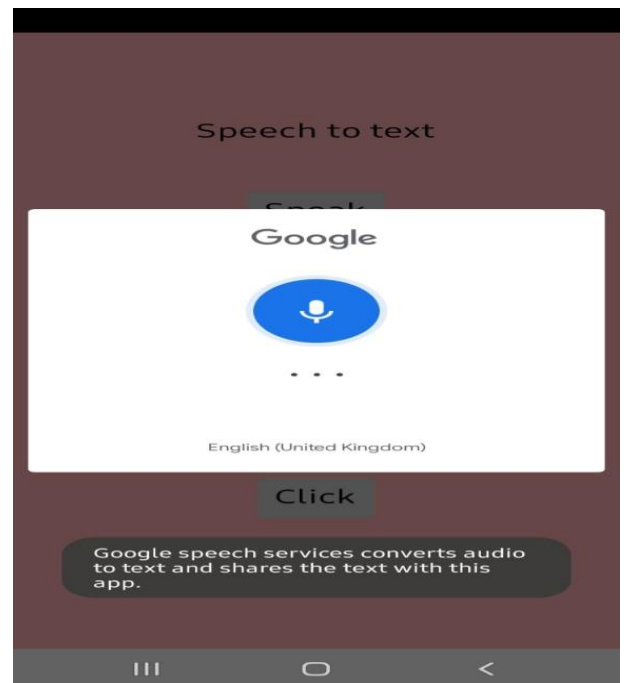 Speech to text
Speak
Google
English (United Kingdom)
Click
Google speech services converts audio
to text and shares the text with this
app.